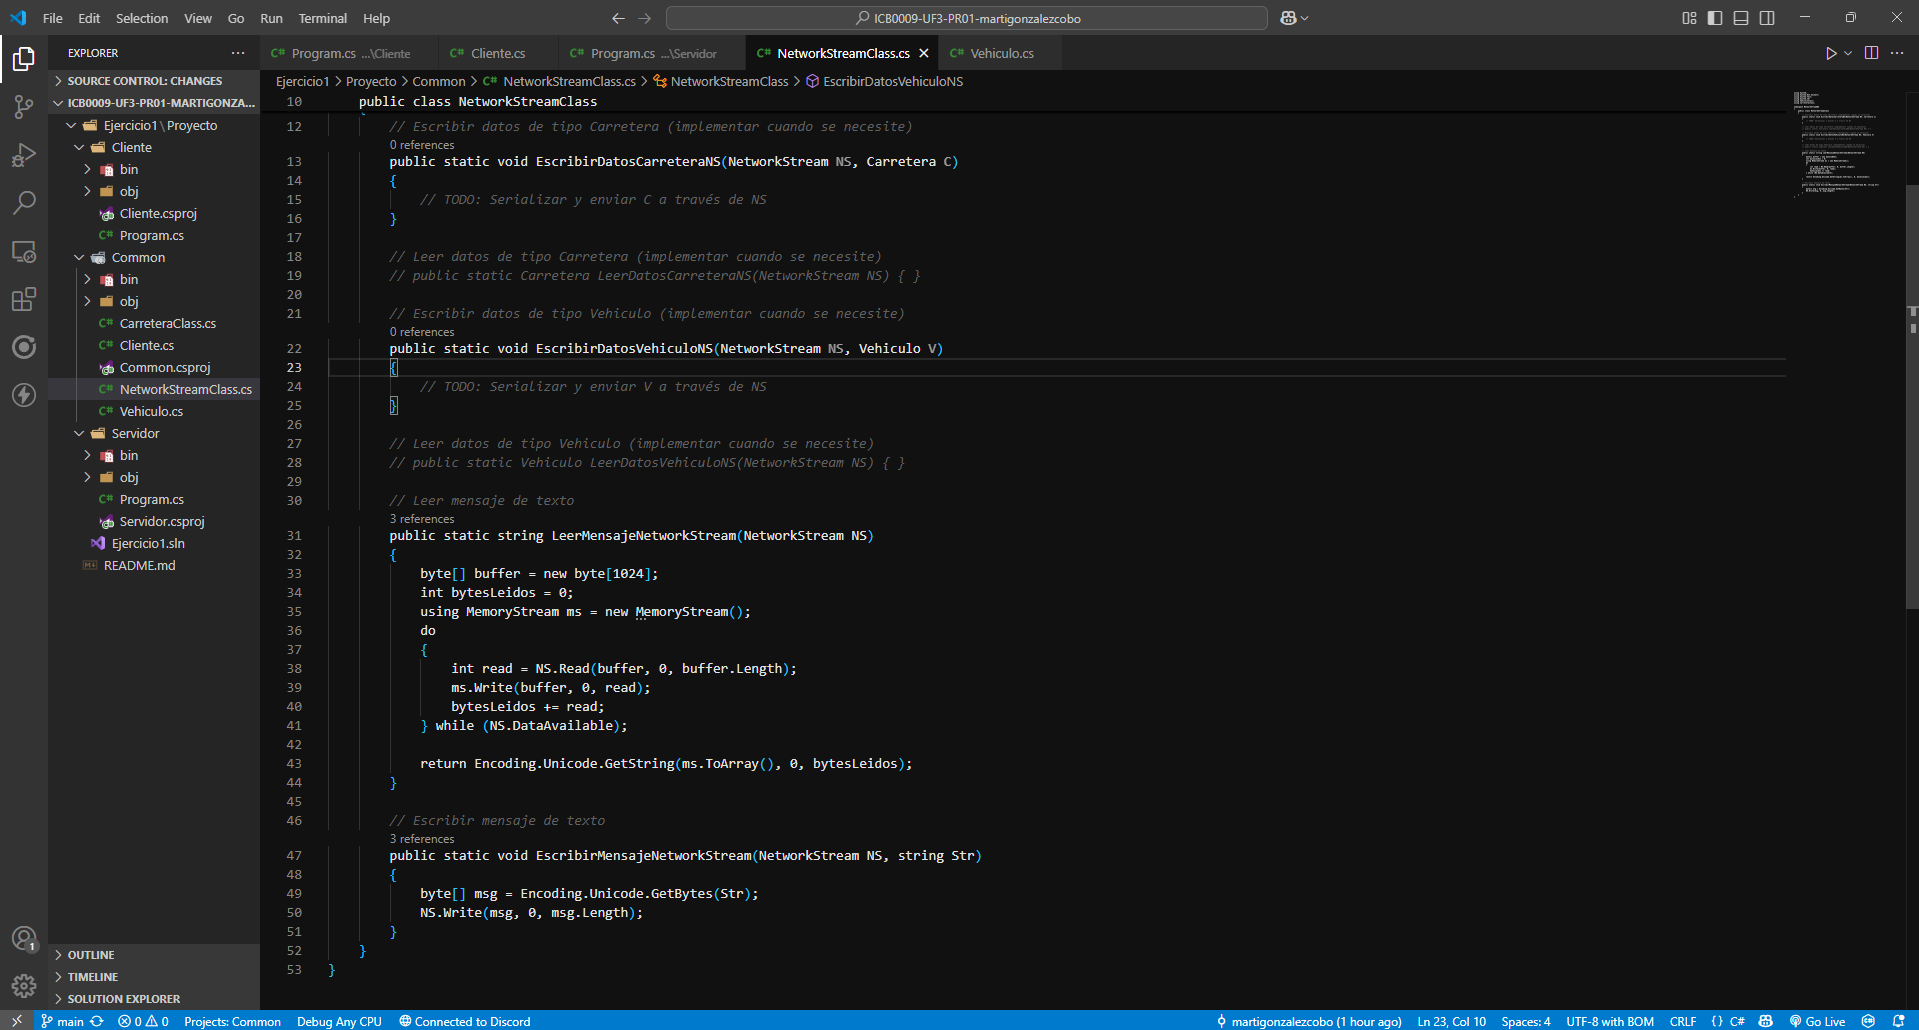 File Edit Selection View Go Run Terminal Help
ICB0009-UF3-PR01-martigonzalezcobo
EXPLORER
SOURCE CONTROL: CHANGES
ICB0009-UF3-PR01-MARTIGONZA...
Ejercicio1\Proyecto
Cliente
bin
obj
Cliente.csproj
C# Program.cs
Common
bin
obj
C# CarreteraClass.cs
C# Cliente.cs
Common.csproj
C# NetworkStreamClass.cs
C# Vehiculo.cs
Servidor
bin
obj
C# Program.cs
Servidor.csproj
Ejercicio1.sln
README.md
OUTLINE
TIMELINE
SOLUTION EXPLORER
C# Program.cs ...\Cliente C# Cliente.cs C# Program.cs ...\Servidor C# NetworkStreamClass.cs C# Vehiculo.cs
Ejercicio1 > Proyecto > Common > C# NetworkStreamClass.cs > NetworkStreamClass > EscribirDatosVehiculoNS
10 public class NetworkStreamClass
12 // Escribir datos de tipo Carretera (implementar cuando se necesite)
0 references
13 public static void EscribirDatosCarreteraNS(NetworkStream NS, Carretera C)
14 {
15 // TODO: Serializar y enviar C a través de NS
16 }
17
18 // Leer datos de tipo Carretera (implementar cuando se necesite)
19 // public static Carretera LeerDatosCarreteraNS(NetworkStream NS) { }
20
21 // Escribir datos de tipo Vehiculo (implementar cuando se necesite)
0 references
22 public static void EscribirDatosVehiculoNS(NetworkStream NS, Vehiculo V)
23 {
24 // TODO: Serializar y enviar V a través de NS
25 }
26
27 // Leer datos de tipo Vehiculo (implementar cuando se necesite)
28 // public static Vehiculo LeerDatosVehiculoNS(NetworkStream NS) { }
29
30 // Leer mensaje de texto
3 references
31 public static string LeerMensajeNetworkStream(NetworkStream NS)
32 {
33 byte[] buffer = new byte[1024];
34 int bytesLeidos = 0;
35 using MemoryStream ms = new MemoryStream();
36 do
37 {
38 int read = NS.Read(buffer, 0, buffer.Length);
39 ms.Write(buffer, 0, read);
40 bytesLeidos += read;
41 } while (NS.DataAvailable);
42
43 return Encoding.Unicode.GetString(ms.ToArray(), 0, bytesLeidos);
44 }
45
46 // Escribir mensaje de texto
3 references
47 public static void EscribirMensajeNetworkStream(NetworkStream NS, string Str)
48 {
49 byte[] msg = Encoding.Unicode.GetBytes(Str);
50 NS.Write(msg, 0, msg.Length);
51 }
52 }
53 }
1
main 0 0 Projects: Common Debug Any CPU Connected to Discord martigonzalezcobo (1 hour ago) Ln 23, Col 10 Spaces: 4 UTF-8 with BOM CRLF {} C# Go Live